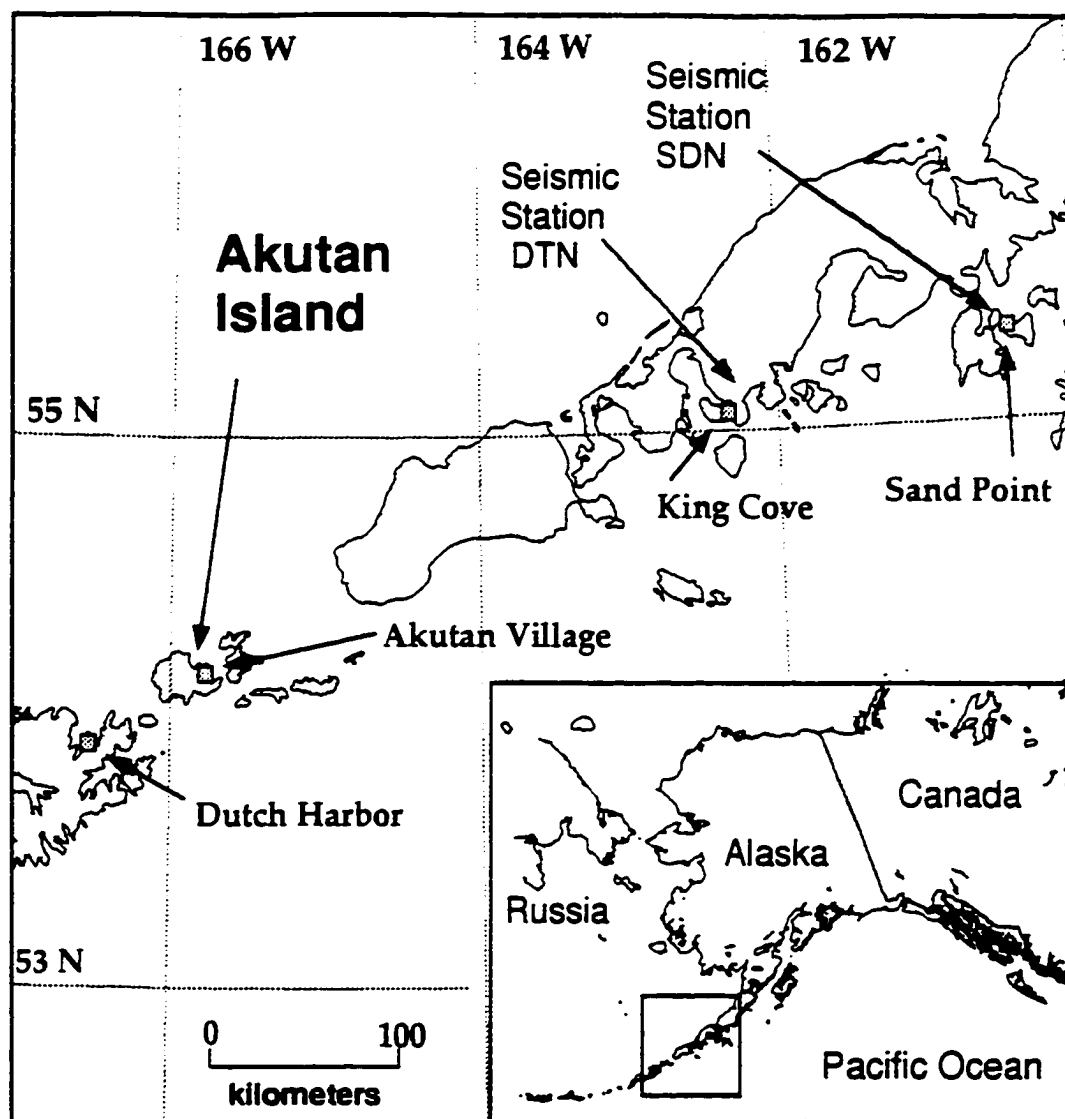 166 W
164 W
162 W
Seismic
Station
SDN
Seismic
Station
DTN
Akutan
Island
55 N
King Cove
Sand Point
Akutan Village
Dutch Harbor
53 N
0
100
kilometers
Canada
Alaska
Russia
Pacific Ocean